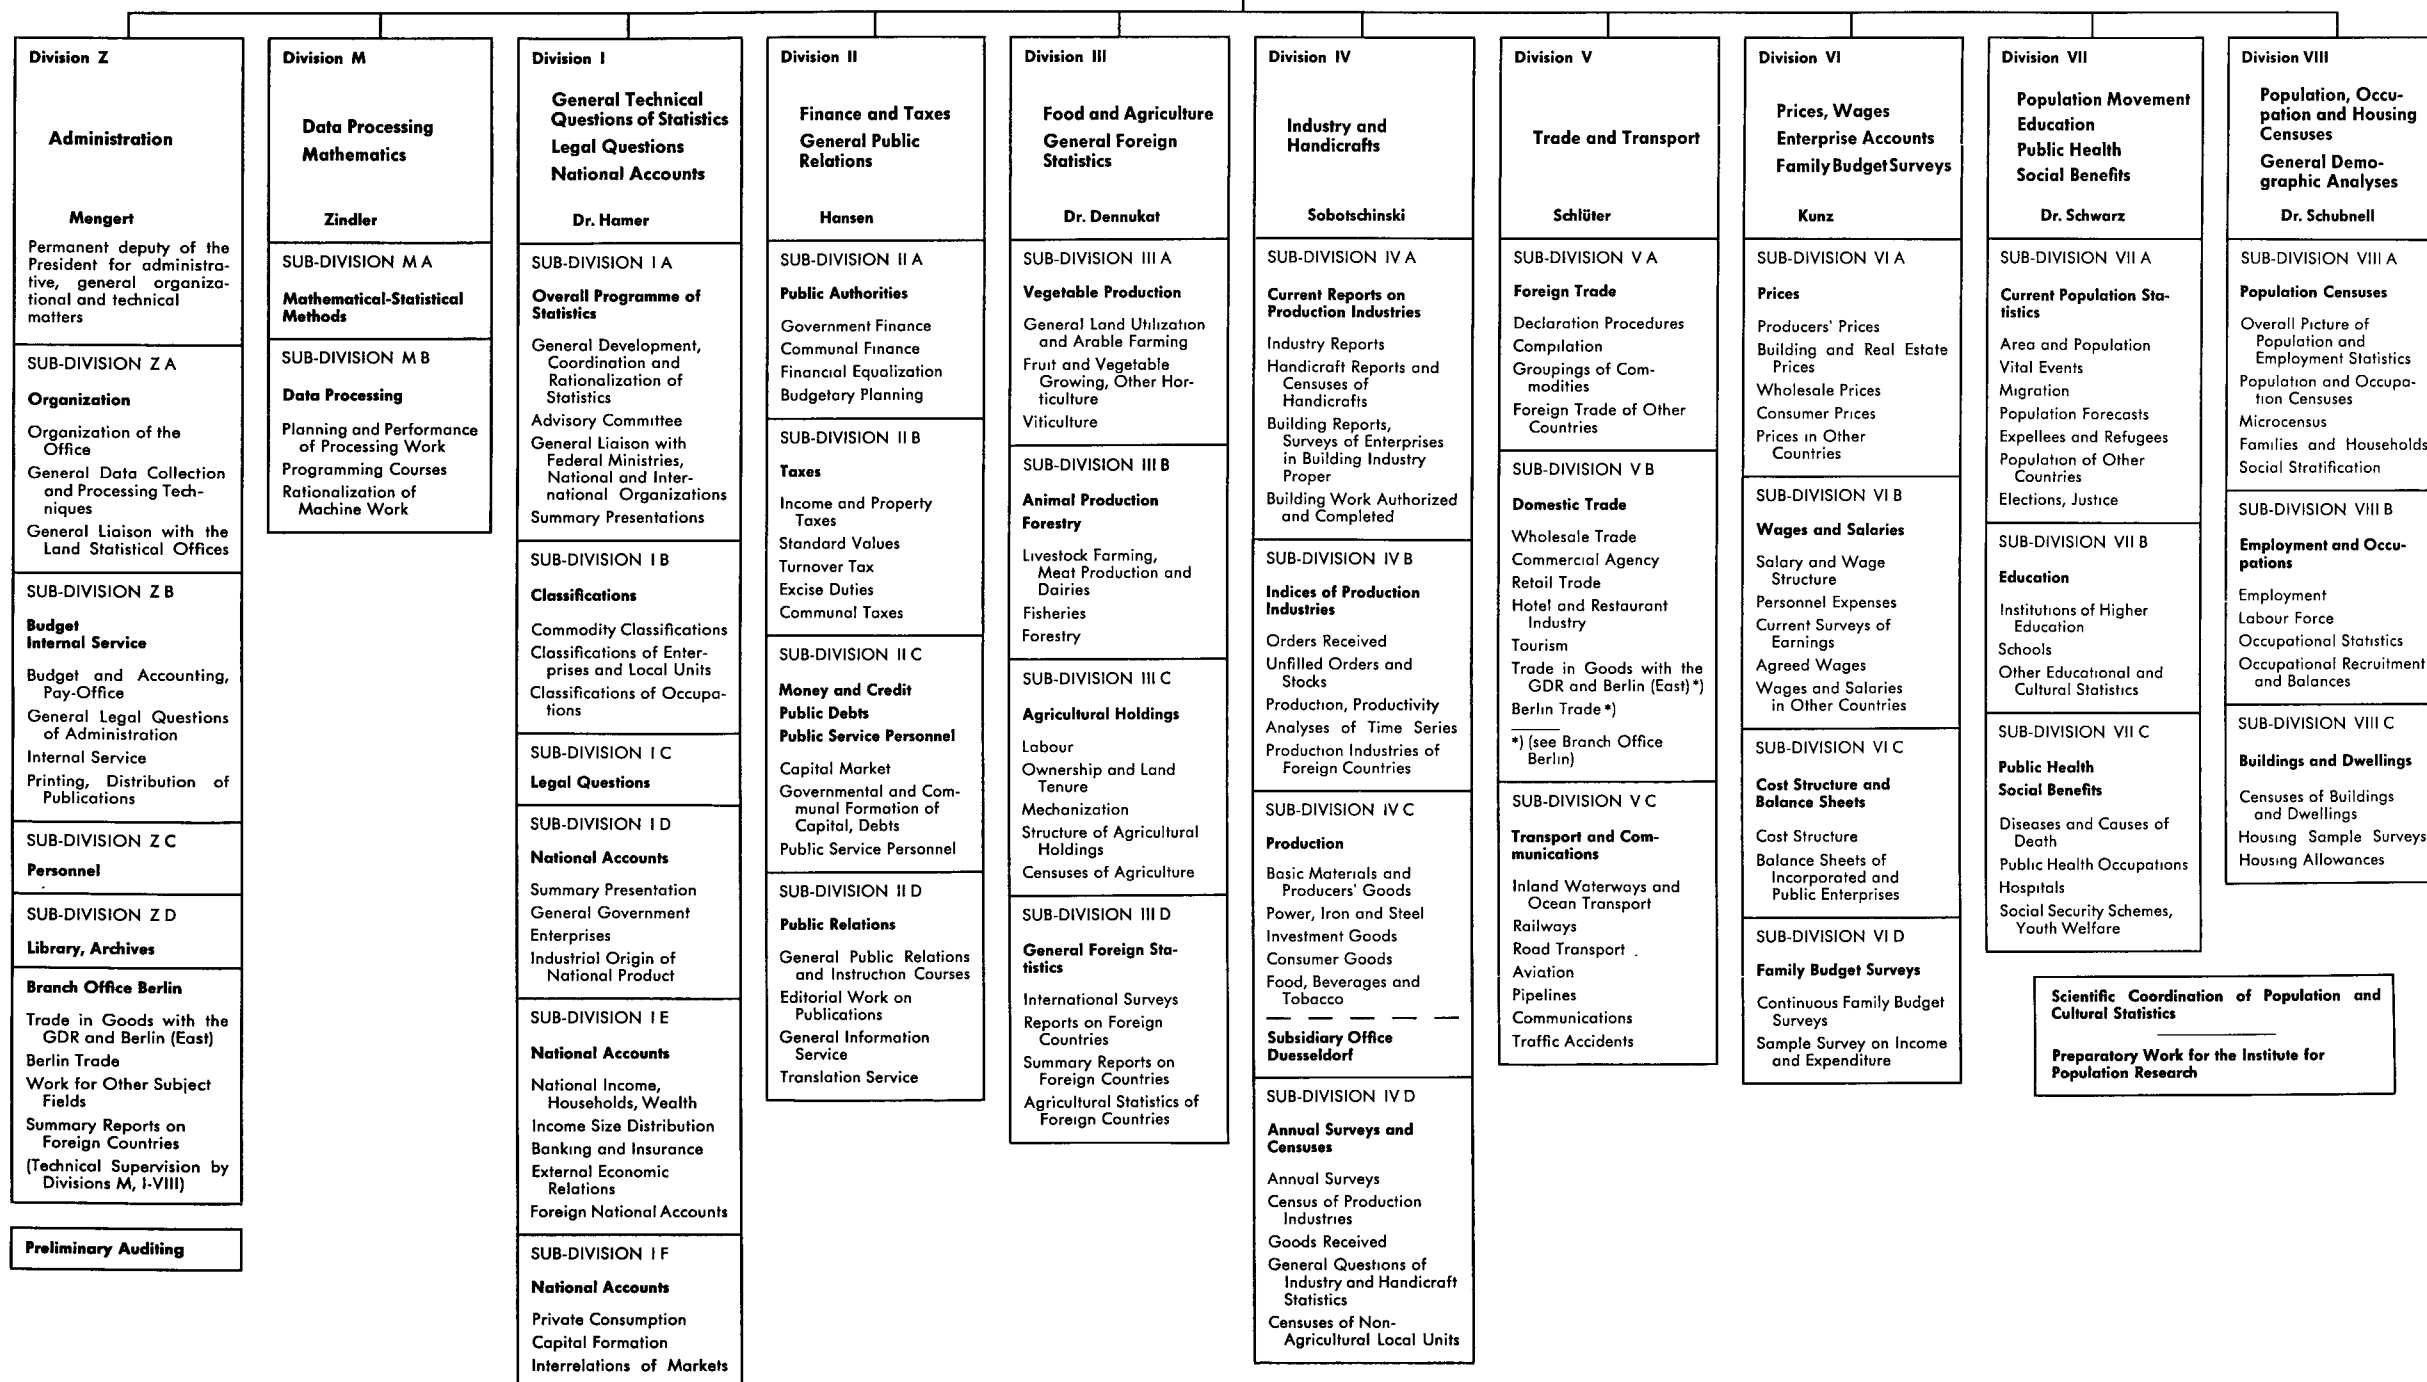 Division Z
Administration
Mengert
Permanent deputy of the
President for administra-
tive, general organiza-
tional and technical
matters
SUB-DIVISION Z A
Organization
Organization of the
Office
General Data Collection
and Processing Tech-
niques
General Liaison with the
Land Statistical Offices
SUB-DIVISION Z B
Budget
Internal Service
Budget and Accounting,
Pay-Office
General Legal Questions
of Administration
Internal Service
Printing, Distribution of
Publications
SUB-DIVISION Z C
Personnel
SUB-DIVISION Z D
Library, Archives
Branch Office Berlin
Trade in Goods with the
GDR and Berlin (East)
Berlin Trade
Work for Other Subject
Fields
Summary Reports on
Foreign Countries
(Technical Supervision by
Divisions M, I-VIII)
Preliminary Auditing
Division M
Data Processing
Mathematics
Zindler
SUB-DIVISION M A
Mathematical-Statistical
Methods
SUB-DIVISION M B
Data Processing
Planning and Performance
of Processing Work
Programming Courses
Rationalization of
Machine Work
Division I
General Technical
Questions of Statistics
Legal Questions
National Accounts
Dr. Hamer
SUB-DIVISION I A
Overall Programme of
Statistics
General Development,
Coordination and
Rationalization of
Statistics
Advisory Committee
General Liaison with
Federal Ministries,
National and Inter-
national Organizations
Summary Presentations
SUB-DIVISION I B
Classifications
Commodity Classifications
Classifications of Enter-
prises and Local Units
Classifications of Occupa-
tions
SUB-DIVISION I C
Legal Questions
SUB-DIVISION I D
National Accounts
Summary Presentation
General Government
Enterprises
Industrial Origin of
National Product
SUB-DIVISION I E
National Accounts
National Income,
Households, Wealth
Income Size Distribution
Banking and Insurance
External Economic
Relations
Foreign National Accounts
SUB-DIVISION I F
National Accounts
Private Consumption
Capital Formation
Interrelations of Markets
Division II
Finance and Taxes
General Public
Relations
Hansen
SUB-DIVISION II A
Public Authorities
Government Finance
Communal Finance
Financial Equalization
Budgetary Planning
SUB-DIVISION II B
Taxes
Income and Property
Taxes
Standard Values
Turnover Tax
Excise Duties
Communal Taxes
SUB-DIVISION II C
Money and Credit
Public Debts
Public Service Personnel
Capital Market
Governmental and Com-
munal Formation of
Capital, Debts
Public Service Personnel
SUB-DIVISION II D
Public Relations
General Public Relations
and Instruction Courses
Editorial Work on
Publications
General Information
Service
Translation Service
Division III
Food and Agriculture
General Foreign
Statistics
Dr. Dennukat
SUB-DIVISION III A
Vegetable Production
General Land Utilization
and Arable Farming
Fruit and Vegetable
Growing, Other Hor-
ticulture
Viticulture
SUB-DIVISION III B
Animal Production
Forestry
Livestock Farming,
Meat Production and
Dairies
Fisheries
Forestry
SUB-DIVISION III C
Agricultural Holdings
Labour
Ownership and Land
Tenure
Mechanization
Structure of Agricultural
Holdings
Censuses of Agriculture
SUB-DIVISION III D
General Foreign Sta-
tistics
International Surveys
Reports on Foreign
Countries
Summary Reports on
Foreign Countries
Agricultural Statistics of
Foreign Countries
Division IV
Industry and
Handicrafts
Sobotschinski
SUB-DIVISION IV A
Current Reports on
Production Industries
Industry Reports
Handicraft Reports and
Censuses of
Handicrafts
Building Reports,
Surveys of Enterprises
in Building Industry
Proper
Building Work Authorized
and Completed
SUB-DIVISION IV B
Indices of Production
Industries
Orders Received
Unfilled Orders and
Stocks
Production, Productivity
Analyses of Time Series
Production Industries of
Foreign Countries
SUB-DIVISION IV C
Production
Basic Materials and
Producers' Goods
Power, Iron and Steel
Investment Goods
Consumer Goods
Food, Beverages and
Tobacco
Subsidiary Office
Duesseldorf
SUB-DIVISION IV D
Annual Surveys and
Censuses
Annual Surveys
Census of Production
Industries
Goods Received
General Questions of
Industry and Handicraft
Statistics
Censuses of Non-
Agricultural Local Units
Division V
Trade and Transport
Schlüter
SUB-DIVISION V A
Foreign Trade
Declaration Procedures
Compilation
Groupings of Com-
modities
Foreign Trade of Other
Countries
SUB-DIVISION V B
Domestic Trade
Wholesale Trade
Commercial Agency
Retail Trade
Hotel and Restaurant
Industry
Tourism
Trade in Goods with the
GDR and Berlin (East) *)
Berlin Trade *)
*) (see Branch Office
Berlin)
SUB-DIVISION V C
Transport and Com-
munications
Inland Waterways and
Ocean Transport
Railways
Road Transport
Aviation
Pipelines
Communications
Traffic Accidents
Division VI
Prices, Wages
Enterprise Accounts
Family Budget Surveys
Kunz
SUB-DIVISION VI A
Prices
Producers' Prices
Building and Real Estate
Prices
Wholesale Prices
Consumer Prices
Prices in Other
Countries
SUB-DIVISION VI B
Wages and Salaries
Salary and Wage
Structure
Personnel Expenses
Current Surveys of
Earnings
Agreed Wages
Wages and Salaries
in Other Countries
SUB-DIVISION VI C
Cost Structure and
Balance Sheets
Cost Structure
Balance Sheets of
Incorporated and
Public Enterprises
SUB-DIVISION VI D
Family Budget Surveys
Continuous Family Budget
Surveys
Sample Survey on Income
and Expenditure
Division VII
Population Movement
Education
Public Health
Social Benefits
Dr. Schwarz
SUB-DIVISION VII A
Current Population Sta-
tistics
Area and Population
Vital Events
Migration
Population Forecasts
Expellees and Refugees
Population of Other
Countries
Elections, Justice
SUB-DIVISION VII B
Education
Institutions of Higher
Education
Schools
Other Educational and
Cultural Statistics
SUB-DIVISION VII C
Public Health
Social Benefits
Diseases and Causes of
Death
Public Health Occupations
Hospitals
Social Security Schemes,
Youth Welfare
Division VIII
Population, Occu-
pation and Housing
Censuses
General Demo-
graphic Analyses
Dr. Schubnell
SUB-DIVISION VIII A
Population Censuses
Overall Picture of
Population and
Employment Statistics
Population and Occupa-
tion Censuses
Microcensus
Families and Households
Social Stratification
SUB-DIVISION VIII B
Employment and Occu-
pations
Employment
Labour Force
Occupational Statistics
Occupational Recruitment
and Balances
SUB-DIVISION VIII C
Buildings and Dwellings
Censuses of Buildings
and Dwellings
Housing Sample Surveys
Housing Allowances
Scientific Coordination of Population and
Cultural Statistics
Preparatory Work for the Institute for
Population Research